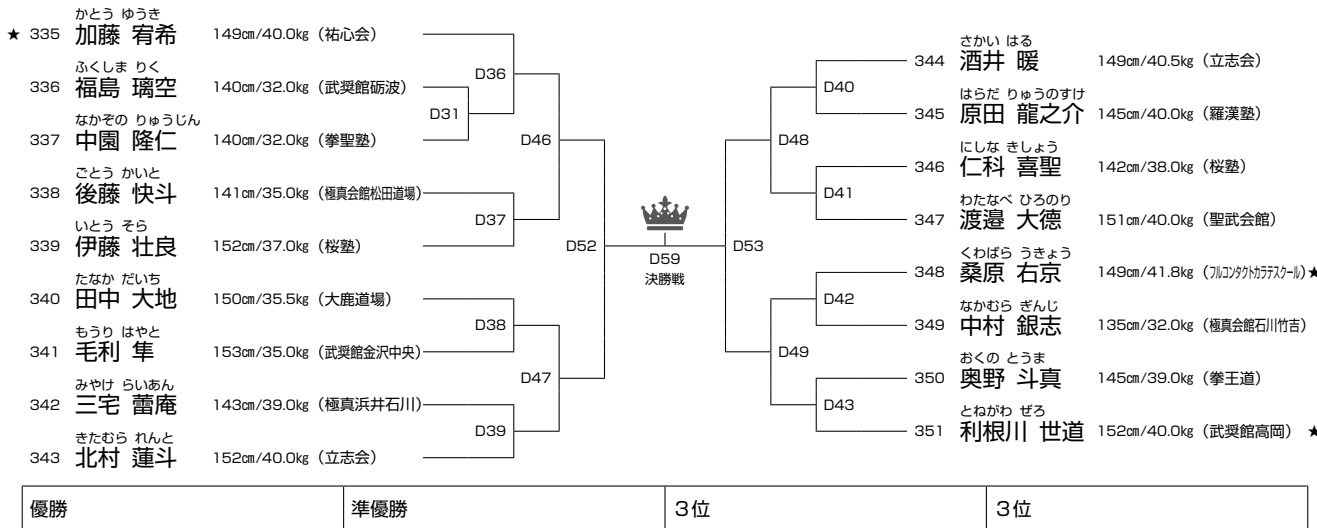 かとう ゆうき
★ 335 加藤 宥希 149㎝/40.0㎏（祐心会）
ふくしま りく
336 福島 璃空 140㎝/32.0㎏（武奨館砺波）
なかぞの りゅうじん
337 中園 隆仁 140㎝/32.0㎏（拳聖塾）
ごとう かいと
338 後藤 快斗 141㎝/35.0㎏（極真会館松田道場）
いとう そら
339 伊藤 壮良 152㎝/37.0㎏（桜塾）
たなか だいち
340 田中 大地 150㎝/35.5㎏（大鹿道場）
もうり はやと
341 毛利 隼 153㎝/35.0㎏（武奨館金沢中央）
みやけ らいあん
342 三宅 蕾庵 143㎝/39.0㎏（極真浜井石川）
きたむら れんと
343 北村 蓮斗 152㎝/40.0㎏（立志会）
D36
D31
D46
D37
D52
D38
D47
D39
D59
決勝戦
D53
D40
D48
D41
D42
D49
D43
さかい はる
344 酒井 暖 149㎝/40.5㎏（立志会）
はらだ りゅうのすけ
345 原田 龍之介 145㎝/40.0㎏（羅漢塾）
にしな きしょう
346 仁科 喜聖 142㎝/38.0㎏（桜塾）
わたなべ ひろのり
347 渡邉 大德 151㎝/40.0㎏（聖武会館）
くわばら うきょう
348 桑原 右京 149㎝/41.8㎏（フルコンタクトカラテスクール）★
なかむら ぎんじ
349 中村 銀志 135㎝/32.0㎏（極真会館石川竹吉）
おくの とうま
350 奥野 斗真 145㎝/39.0㎏（拳王道）
とねがわ ぜろ
351 利根川 世道 152㎝/40.0㎏（武奨館高岡）★
優勝 準優勝 3位 3位